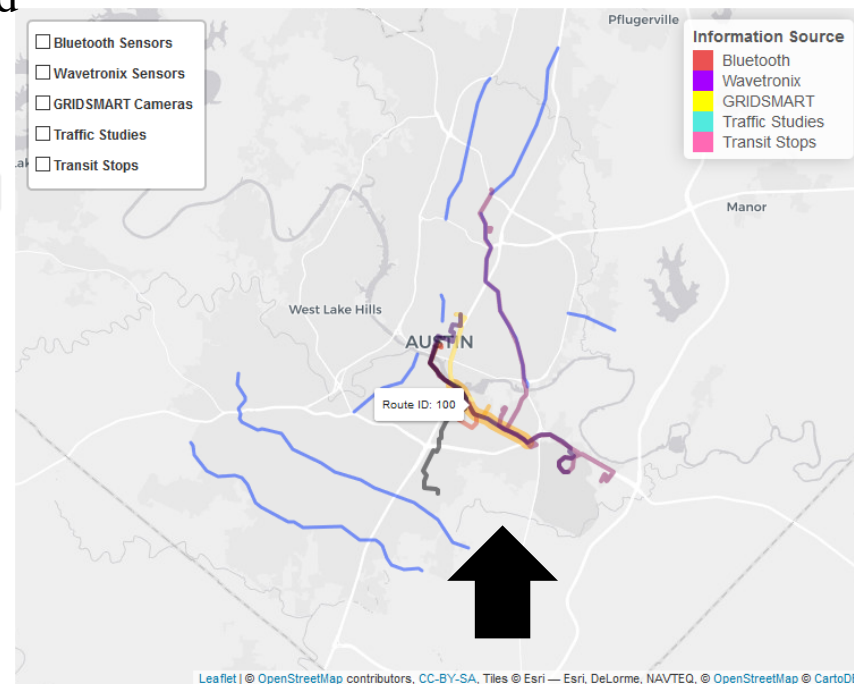 d
Pflugerville
Bluetooth Sensors
Wavetronix Sensors
GRIDSMART Cameras
Traffic Studies
Transit Stops
Information Source
Bluetooth
Wavetronix
GRIDSMART
Traffic Studies
Transit Stops
Manor
West Lake Hills
AUSTIN
Route ID: 100
Leaflet | © OpenStreetMap contributors, CC-BY-SA, Tiles © Esri — Esri, DeLorme, NAVTEQ, © OpenStreetMap © CartoDB